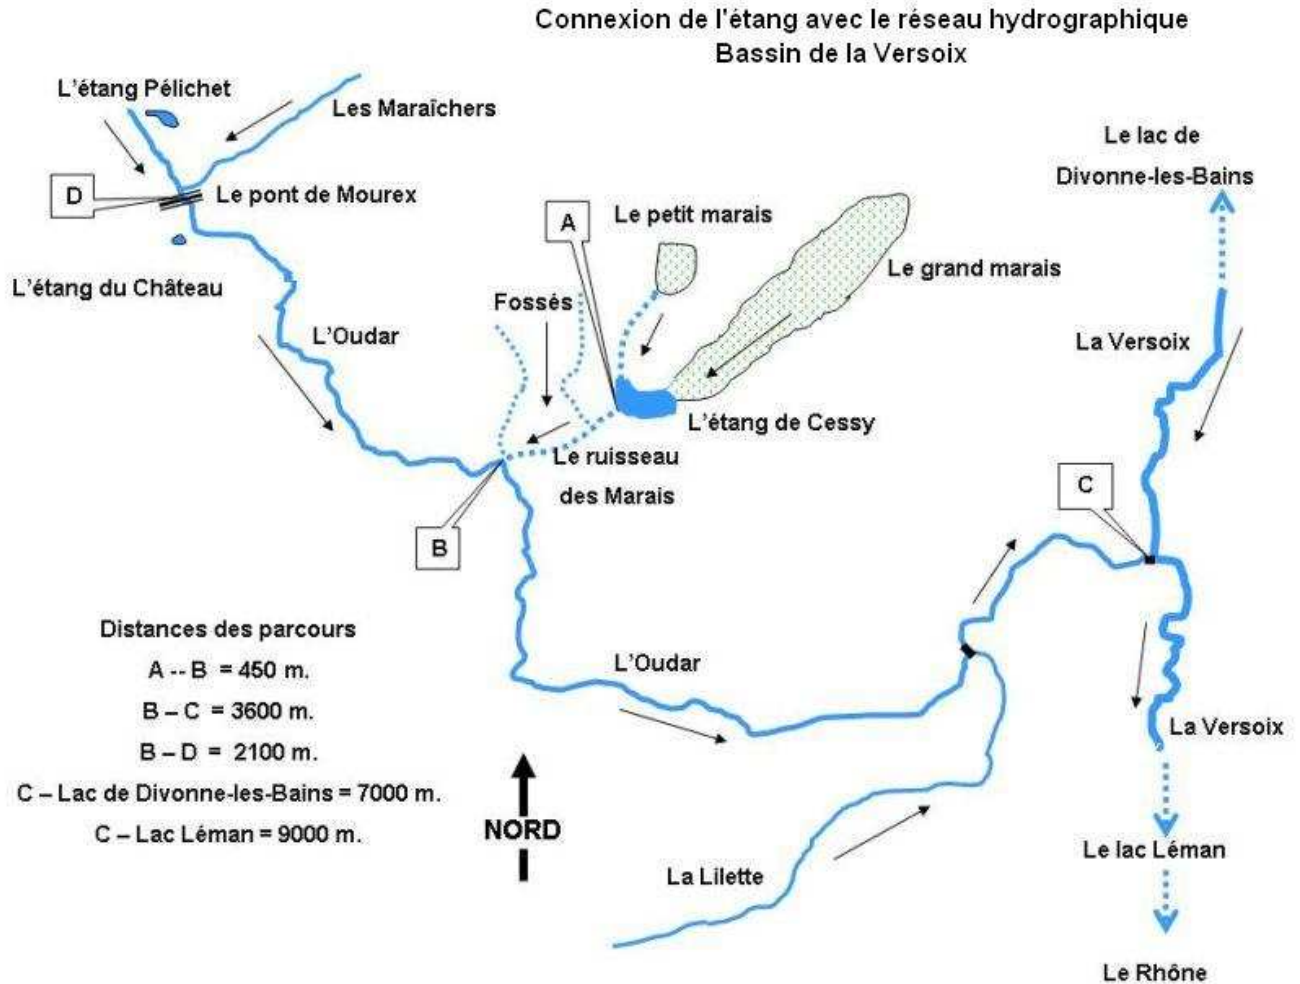 Connexion de l'étang avec le réseau hydrographique
Bassin de la Versoix
L'étang Pélichet
Les Maraîchers
Le lac de
Divonne-les-Bains
D
Le pont de Mourex
A
Le petit marais
Le grand marais
L'étang du Château
Fossés
L'Oudar
La Versoix
L'étang de Cessy
Le ruisseau
des Marais
C
B
Distances des parcours
A -- B = 450 m.
B – C = 3600 m.
B – D = 2100 m.
C – Lac de Divonne-les-Bains = 7000 m.
C – Lac Léman = 9000 m.
L'Oudar
La Versoix
NORD
Le lac Léman
La Lilette
Le Rhône